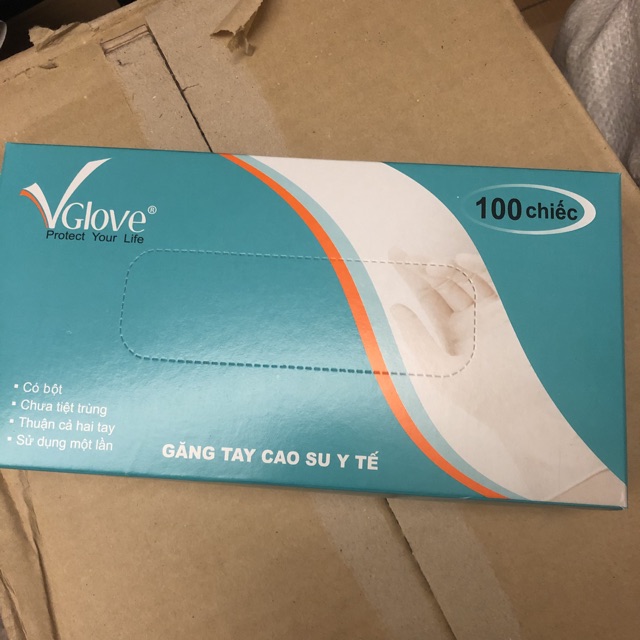 VGlove®
Protect Your Life
100 chiếc
▪ Có bột
▪ Chưa tiệt trùng
▪ Thuận cả hai tay
▪ Sử dụng một lần
GĂNG TAY CAO SU Y TẾ